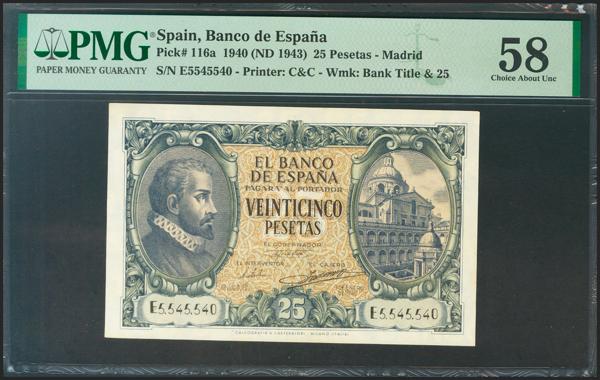 PMG
PAPER MONEY GUARANTY
Spain, Banco de España
Pick# 116a 1940 (ND 1943) 25 Pesetas - Madrid
S/N E5545540 - Printer: C&C - Wmk: Bank Title & 25
58
Choice About Unc
EL BANCO
DE ESPAÑA
PAGARÁ AL PORTADOR
VEINTICINCO
PESETAS
EL GOBERNADOR
EL INTERVENTOR
EL CAJERO
E5.545.540
25
E5.545.540